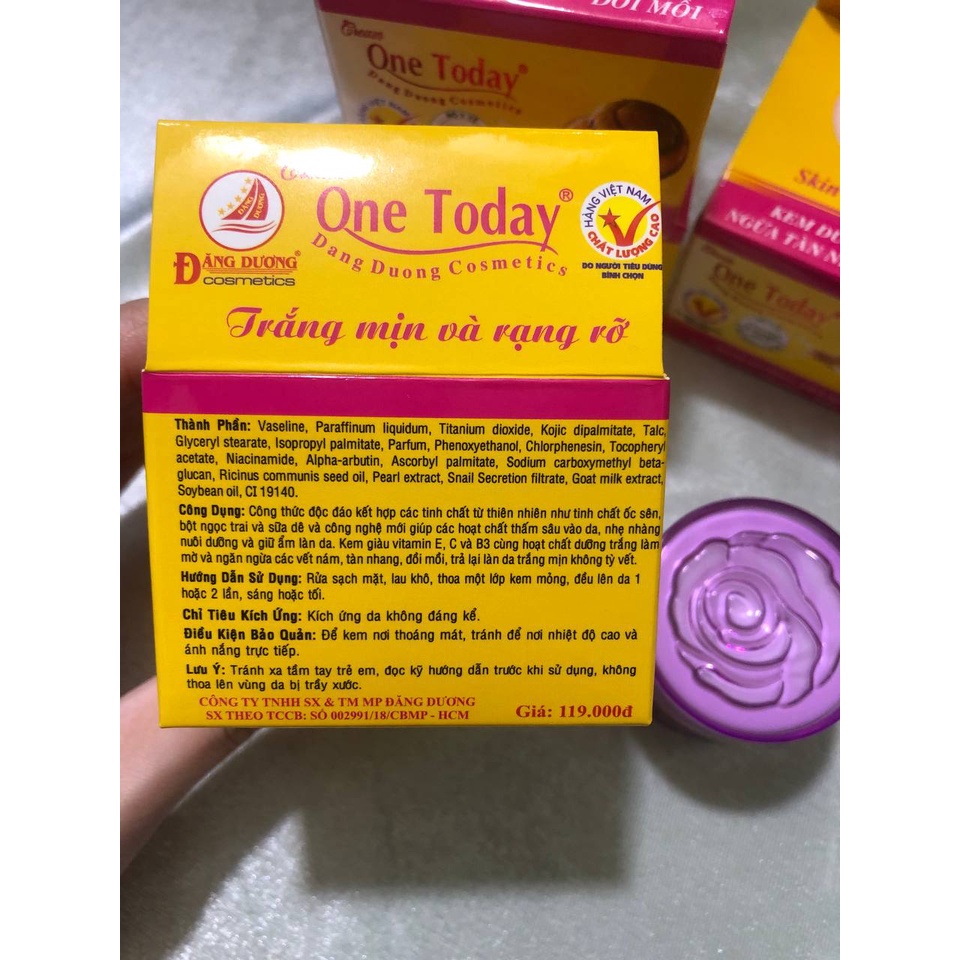 ĐỒI MỒI
Cream
One Today®
Dang Duong Cosmetics
Skin
KEM DƯ
NGỪA TÀN N
Cream
One Today
One Today®
Dang Duong Cosmetics
ĐĂNG DƯƠNG
ĐĂNG DƯƠNG®
cosmetics
HÀNG VIỆT NAM
CHẤT LƯỢNG CAO
DO NGƯỜI TIÊU DÙNG
BÌNH CHỌN
Trắng mịn và rạng rỡ
Thành Phần: Vaseline, Paraffinum liquidum, Titanium dioxide, Kojic dipalmitate, Talc,
Glyceryl stearate, Isopropyl palmitate, Parfum, Phenoxyethanol, Chlorphenesin, Tocopheryl
acetate, Niacinamide, Alpha-arbutin, Ascorbyl palmitate, Sodium carboxymethyl beta-
glucan, Ricinus communis seed oil, Pearl extract, Snail Secretion filtrate, Goat milk extract,
Soybean oil, CI 19140.
Công Dụng: Công thức độc đáo kết hợp các tinh chất từ thiên nhiên như tinh chất ốc sên,
bột ngọc trai và sữa dê và công nghệ mới giúp các hoạt chất thấm sâu vào da, nhẹ nhàng
nuôi dưỡng và giữ ẩm làn da. Kem giàu vitamin E, C và B3 cùng hoạt chất dưỡng trắng làm
mờ và ngăn ngừa các vết nám, tàn nhang, đồi mồi, trả lại làn da trắng mịn không tỳ vết.
Hướng Dẫn Sử Dụng: Rửa sạch mặt, lau khô, thoa một lớp kem mỏng, đều lên da 1
hoặc 2 lần, sáng hoặc tối.
Chỉ Tiêu Kích Ứng: Kích ứng da không đáng kể.
Điều Kiện Bảo Quản: Để kem nơi thoáng mát, tránh để nơi nhiệt độ cao và
ánh nắng trực tiếp.
Lưu Ý: Tránh xa tầm tay trẻ em, đọc kỹ hướng dẫn trước khi sử dụng, không
thoa lên vùng da bị trầy xước.
CÔNG TY TNHH SX & TM MP ĐĂNG DƯƠNG
SX THEO TCCB: SỐ 002991/18/CBMP - HCM
Giá: 119.000đ